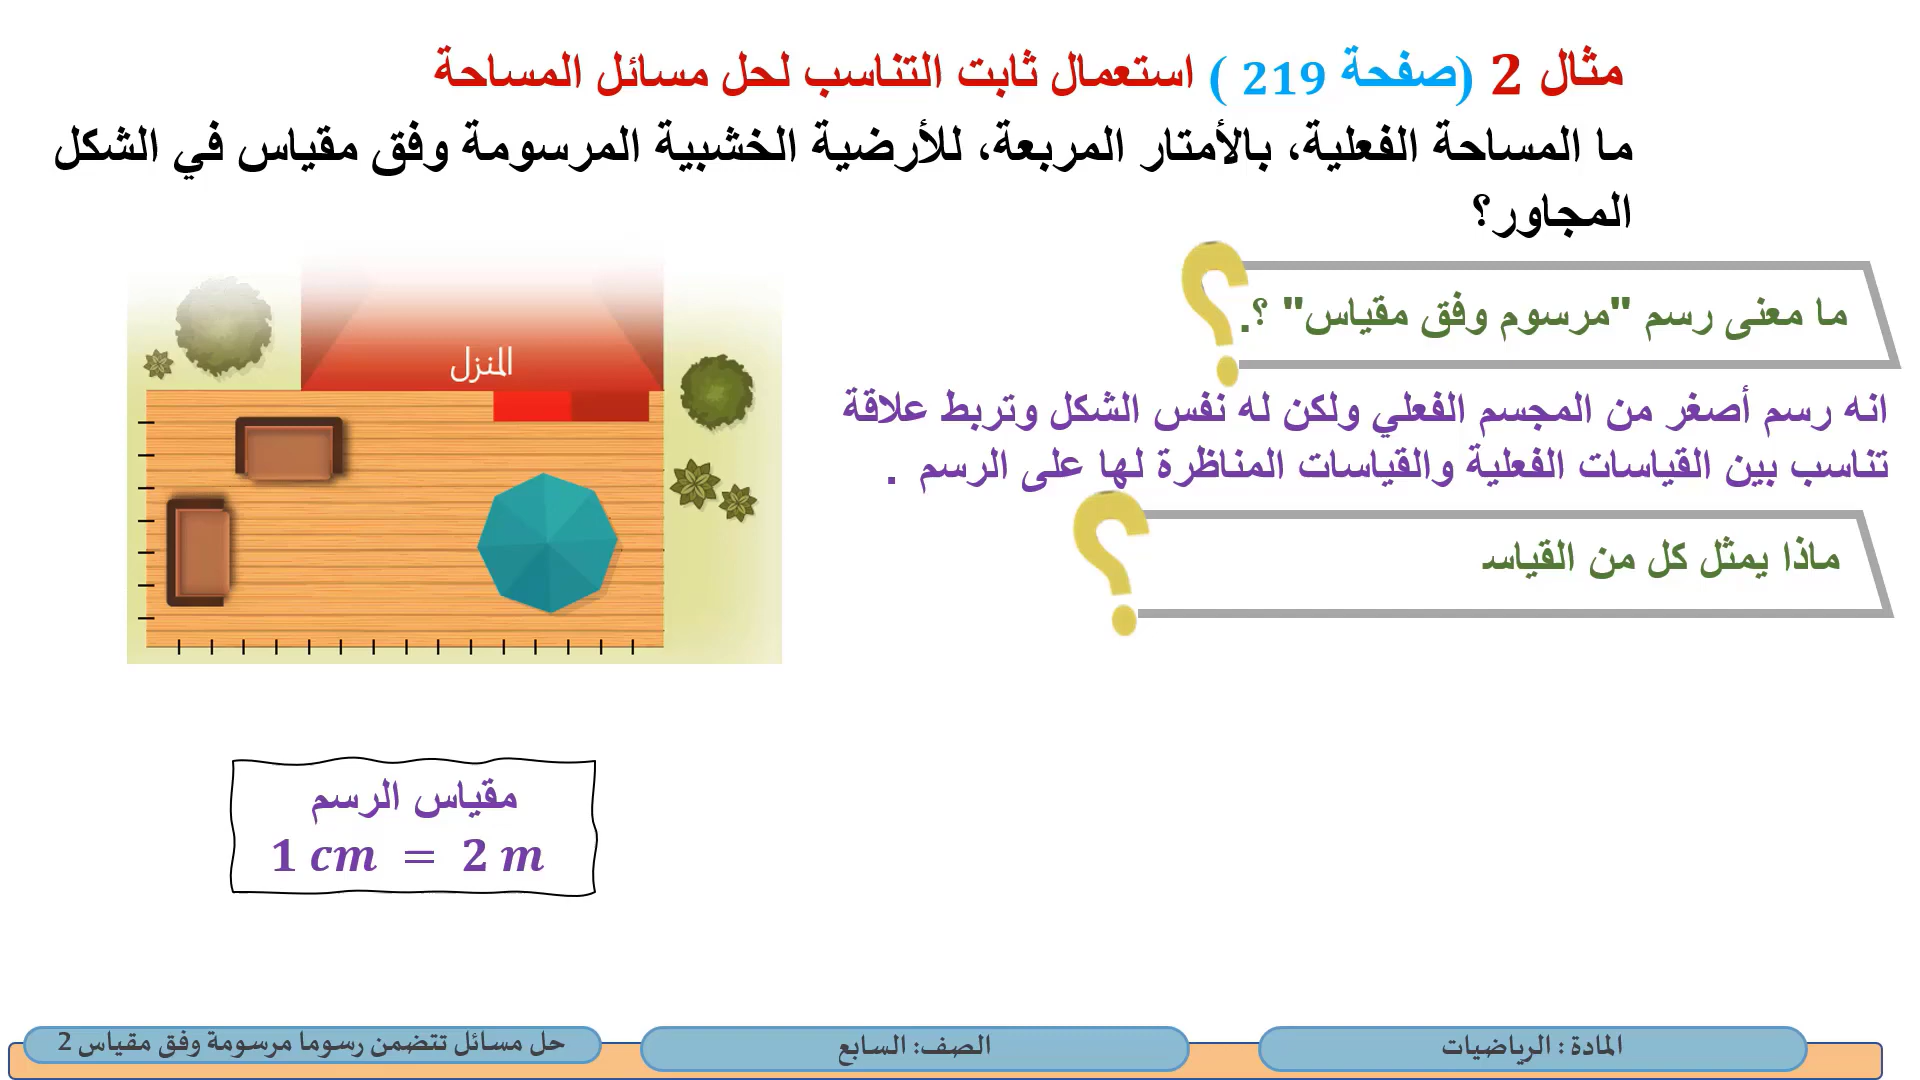 مثال 2 (صفحة 219 ) استعمال ثابت التناسب لحل مسائل المساحة
ما المساحة الفعلية، بالأمتار المربعة، للأرضية الخشبية المرسومة وفق مقياس في الشكل
المجاور؟
ما معنى رسم "مرسوم وفق مقياس" ؟.
انه رسم أصغر من المجسم الفعلي ولكن له نفس الشكل وتربط علاقة
تناسب بين القياسات الفعلية والقياسات المناظرة لها على الرسم .
ماذا يمثل كل من القياسـ
المنزل
مقياس الرسم
1 cm = 2 m
المادة : الرياضيات
الصف: السابع
حل مسائل تتضمن رسوما مرسومة وفق مقياس 2